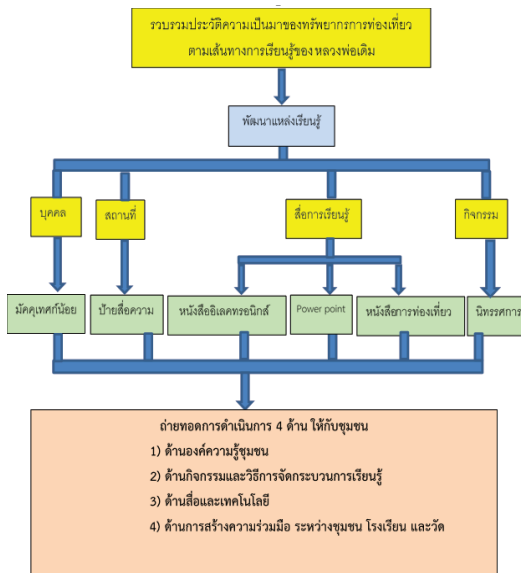 รวบรวมประวัติความเป็นมาของทรัพยากรการท่องเที่ยว
ตามเส้นทางการเรียนรู้ของ หลวงพ่อเดิม
พัฒนาแหล่งเรียนรู้
บุคคล
สถานที่
สื่อการเรียนรู้
กิจกรรม
มัคคุเทศก์น้อย
ป้ายสื่อความ
หนังสืออิเลคทรอนิกส์
Power point
หนังสือการท่องเที่ยว
นิทรรศการ
ถ่ายทอดการดำเนินการ 4 ด้าน ให้กับชุมชน
1) ด้านองค์ความรู้ชุมชน
2) ด้านกิจกรรมและวิธีการจัดกระบวนการเรียนรู้
3) ด้านสื่อและเทคโนโลยี
4) ด้านการสร้างความร่วมมือ ระหว่างชุมชน โรงเรียน และวัด